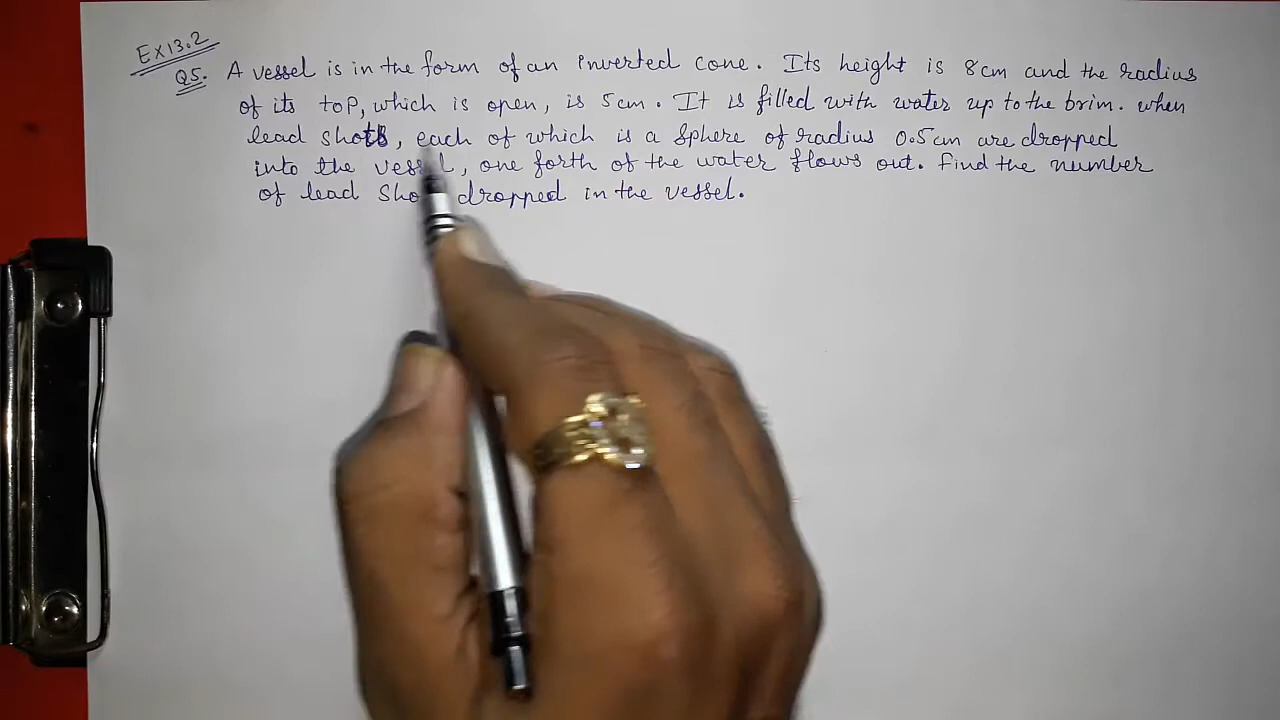 Ex13.2
Q5. A vessel is in the form of an inverted cone. Its height is 8cm and the radius
of its top, which is open, is 5cm. It is filled with water up to the brim. when
lead shots, each of which is a sphere of radius 0.5cm are dropped
into the vessel, one forth of the water flows out. Find the number
of lead dropped in the vessel.